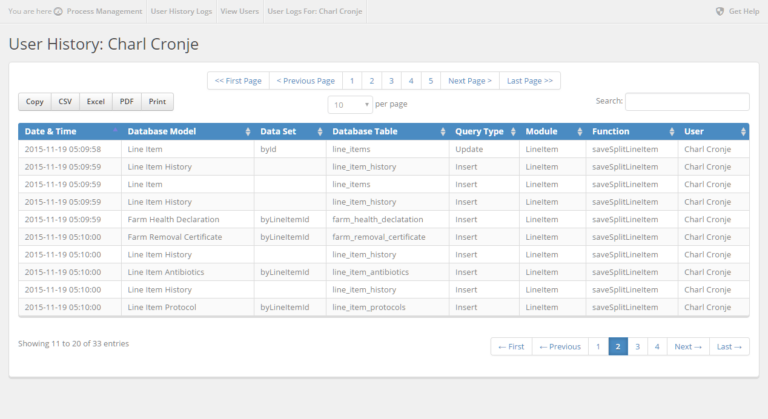 You are here Process Management User History Logs View Users User Logs For: Charl Cronje Get Help
User History: Charl Cronje
<< First Page < Previous Page 1 2 3 4 5 Next Page > Last Page >>
Copy CSV Excel PDF Print 10 per page Search:
Date & Time Database Model Data Set Database Table Query Type Module Function User
2015-11-19 05:09:58 Line Item byId line_items Update LineItem saveSplitLineItem Charl Cronje
2015-11-19 05:09:59 Line Item History line_item_history Insert LineItem saveSplitLineItem Charl Cronje
2015-11-19 05:09:59 Line Item line_items Insert LineItem saveSplitLineItem Charl Cronje
2015-11-19 05:09:59 Line Item History line_item_history Insert LineItem saveSplitLineItem Charl Cronje
2015-11-19 05:09:59 Farm Health Declaration byLineItemId farm_health_declatation Insert LineItem saveSplitLineItem Charl Cronje
2015-11-19 05:10:00 Farm Removal Certificate byLineItemId farm_removal_certificate Insert LineItem saveSplitLineItem Charl Cronje
2015-11-19 05:10:00 Line Item History line_item_history Insert LineItem saveSplitLineItem Charl Cronje
2015-11-19 05:10:00 Line Item Antibiotics byLineItemId line_item_antibiotics Insert LineItem saveSplitLineItem Charl Cronje
2015-11-19 05:10:00 Line Item History line_item_history Insert LineItem saveSplitLineItem Charl Cronje
2015-11-19 05:10:00 Line Item Protocol byLineItemId line_item_protocols Insert LineItem saveSplitLineItem Charl Cronje
Showing 11 to 20 of 33 entries ← First ← Previous 1 2 3 4 Next → Last →